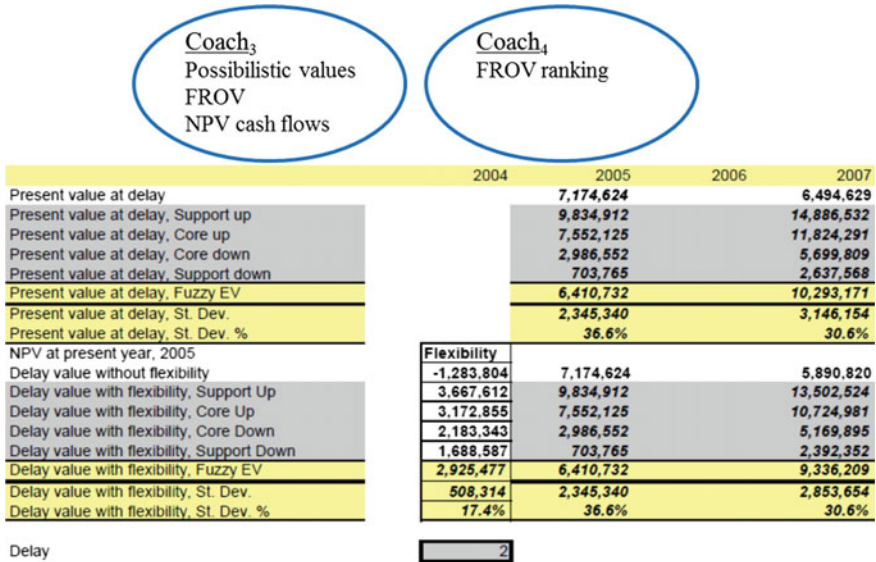 Coach3
Possibilistic values
FROV
NPV cash flows
Coach4
FROV ranking
2004 2005 2006 2007
Present value at delay 7,174,624 6,494,629
Present value at delay, Support up 9,834,912 14,886,532
Present value at delay, Core up 7,552,125 11,824,291
Present value at delay, Core down 2,986,552 5,699,809
Present value at delay, Support down 703,765 2,637,568
Present value at delay, Fuzzy EV 6,410,732 10,293,171
Present value at delay, St. Dev. 2,345,340 3,146,154
Present value at delay, St. Dev. % 36.6% 30.6%
NPV at present year, 2005 Flexibility
Delay value without flexibility -1,283,804 7,174,624 5,890,820
Delay value with flexibility, Support Up 3,667,612 9,834,912 13,502,524
Delay value with flexibility, Core Up 3,172,855 7,552,125 10,724,981
Delay value with flexibility, Core Down 2,183,343 2,986,552 5,169,895
Delay value with flexibility, Support Down 1,688,587 703,765 2,392,352
Delay value with flexibility, Fuzzy EV 2,925,477 6,410,732 9,336,209
Delay value with flexibility, St. Dev. 508,314 2,345,340 2,853,654
Delay value with flexibility, St. Dev. % 17.4% 36.6% 30.6%
Delay 2